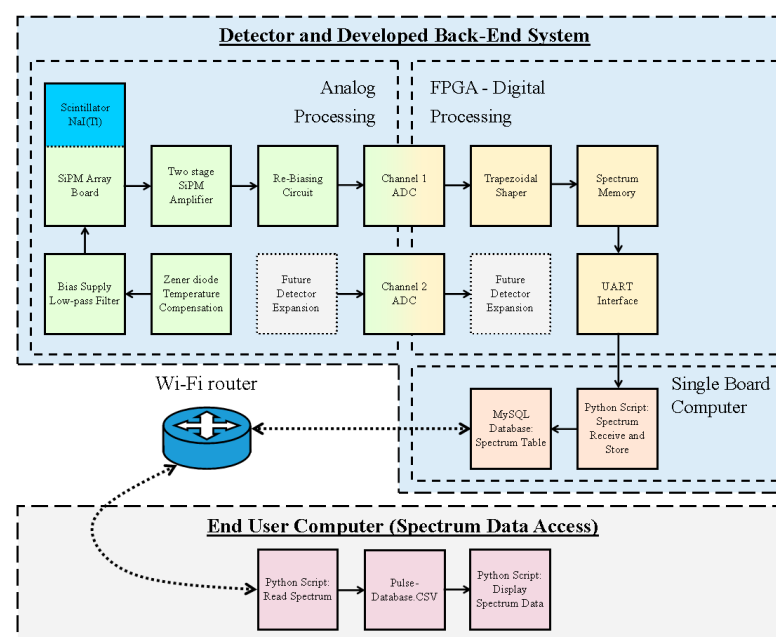 Detector and Developed Back-End System
Analog
Processing
FPGA - Digital
Processing
Scintillator
NaI(Tl)
SiPM Array
Board
Two stage
SiPM
Amplifier
Re-Biasing
Circuit
Channel 1
ADC
Trapezoidal
Shaper
Spectrum
Memory
Bias Supply
Low-pass Filter
Zener diode
Temperature
Compensation
Future
Detector
Expansion
Channel 2
ADC
Future
Detector
Expansion
UART
Interface
Wi-Fi router
Single Board
Computer
MySQL
Database:
Spectrum Table
Python Script:
Spectrum
Receive and
Store
End User Computer (Spectrum Data Access)
Python Script:
Read Spectrum
Pulse-
Database.CSV
Python Script:
Display
Spectrum Data